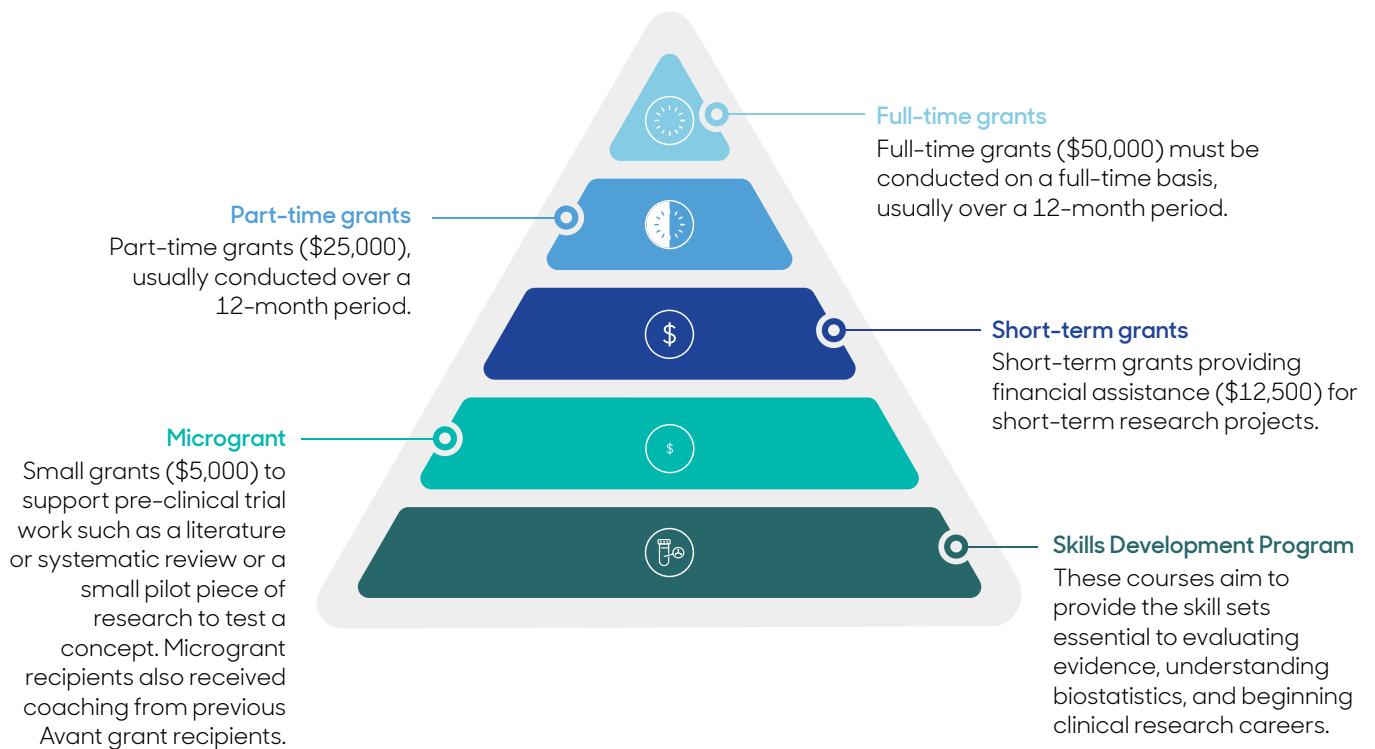 Full-time grants
Full-time grants ($50,000) must be
conducted on a full-time basis,
usually over a 12-month period.
Part-time grants
Part-time grants ($25,000),
usually conducted over a
12-month period.
$
Short-term grants
Short-term grants providing
financial assistance ($12,500) for
short-term research projects.
Microgrant
Small grants ($5,000) to
support pre-clinical trial
work such as a literature
or systematic review or a
small pilot piece of
research to test a
concept. Microgrant
recipients also received
coaching from previous
Avant grant recipients.
$
Skills Development Program
These courses aim to
provide the skill sets
essential to evaluating
evidence, understanding
biostatistics, and beginning
clinical research careers.